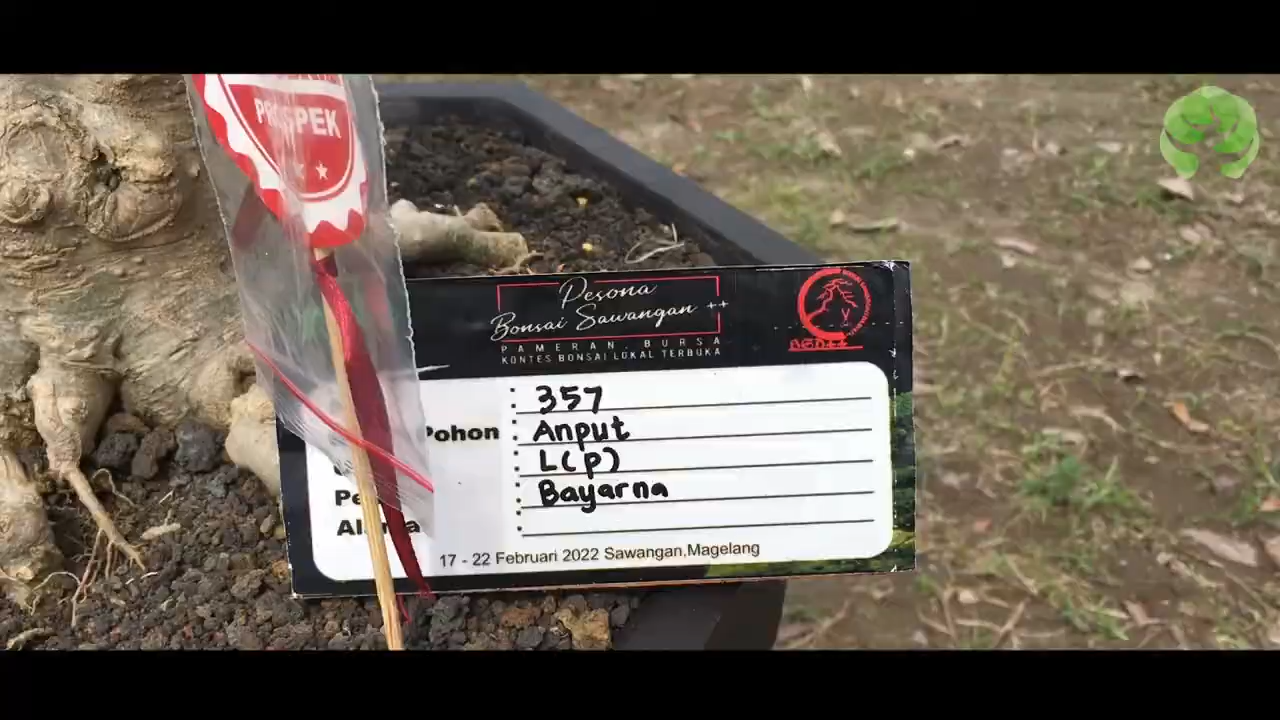 PROSPEK
Pesona
Bonsai Sawangan ++
PAMERAN, BURSA
KONTES BONSAI LOKAL TERBUKA
: 357
Pohon : Anput
: L(p)
: Bayarna
:
17 - 22 Februari 2022 Sawangan,Magelang